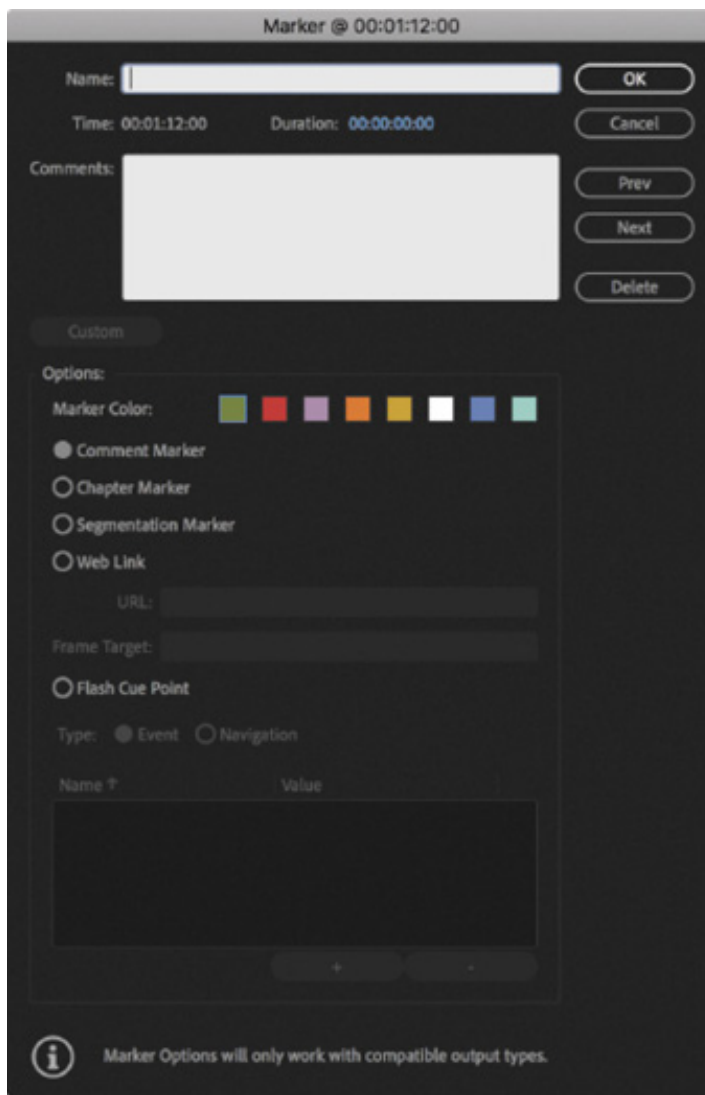 Marker @ 00:01:12:00
Name:
OK
Time: 00:01:12:00 Duration: 00:00:00:00
Cancel
Comments:
Prev
Next
Delete
Custom
Options:
Marker Color:
Comment Marker
Chapter Marker
Segmentation Marker
Web Link
URL:
Frame Target:
Flash Cue Point
Type: Event Navigation
Name ↑ Value
+ -
Marker Options will only work with compatible output types.